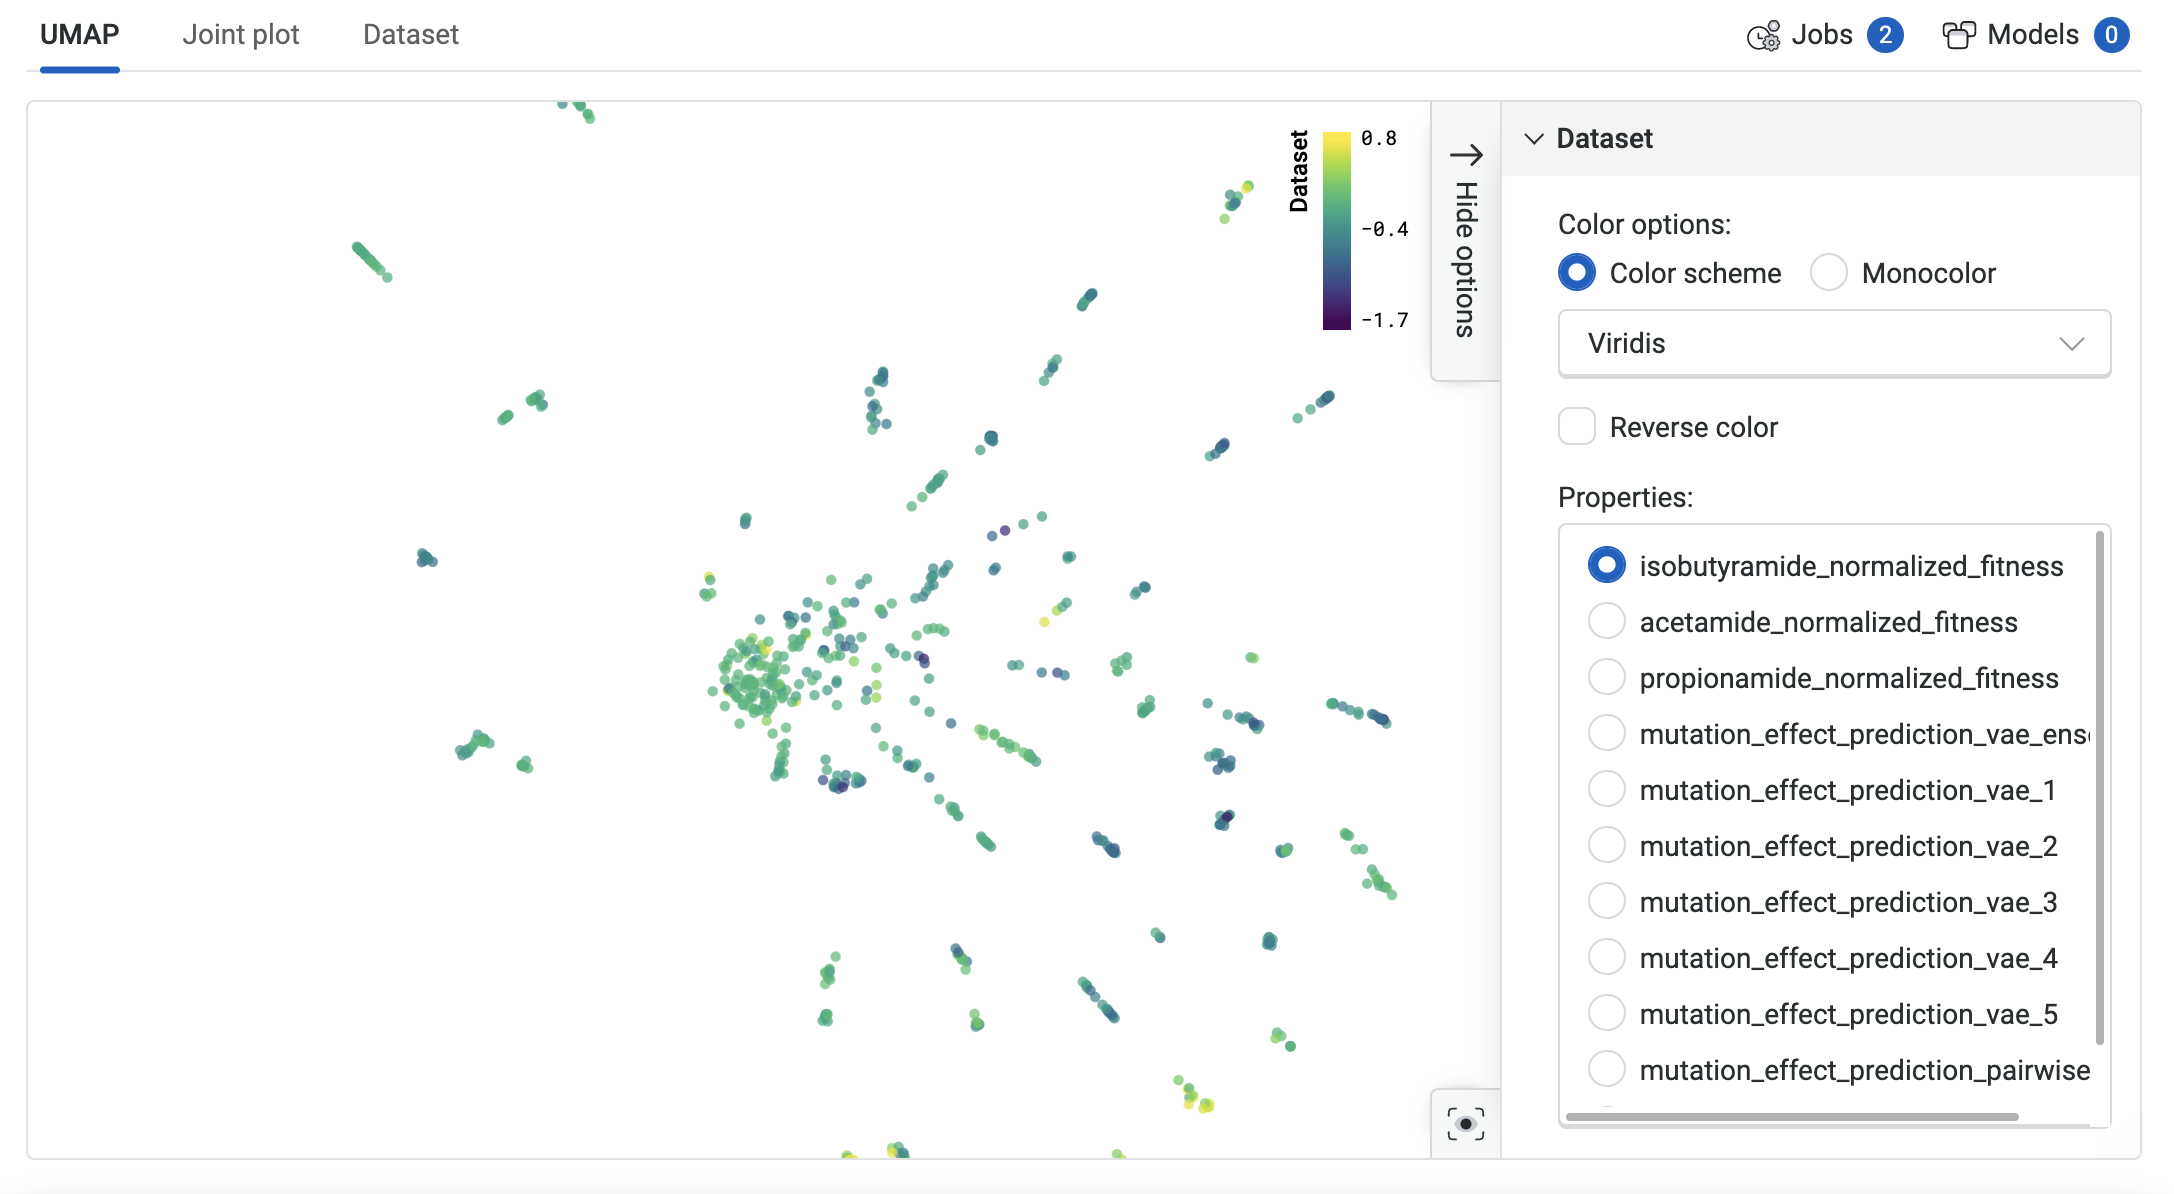 UMAP
Joint plot
Dataset
Jobs 2
Models 0
Dataset
0.8
-0.4
-1.7
Hide options
Dataset
Color options:
Color scheme
Monocolor
Viridis
Reverse color
Properties:
isobutyramide_normalized_fitness
acetamide_normalized_fitness
propionamide_normalized_fitness
mutation_effect_prediction_vae_ens
mutation_effect_prediction_vae_1
mutation_effect_prediction_vae_2
mutation_effect_prediction_vae_3
mutation_effect_prediction_vae_4
mutation_effect_prediction_vae_5
mutation_effect_prediction_pairwise